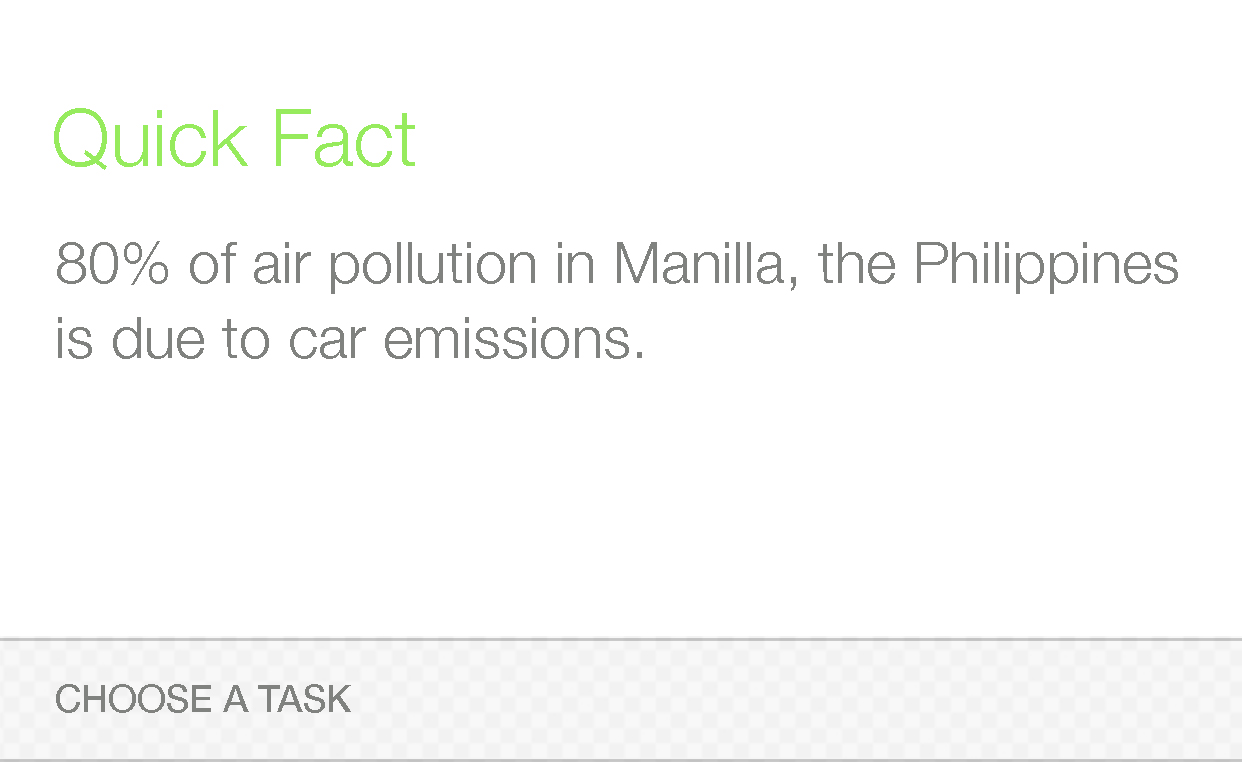 Quick Fact
80% of air pollution in Manilla, the Philippines
is due to car emissions.
CHOOSE A TASK